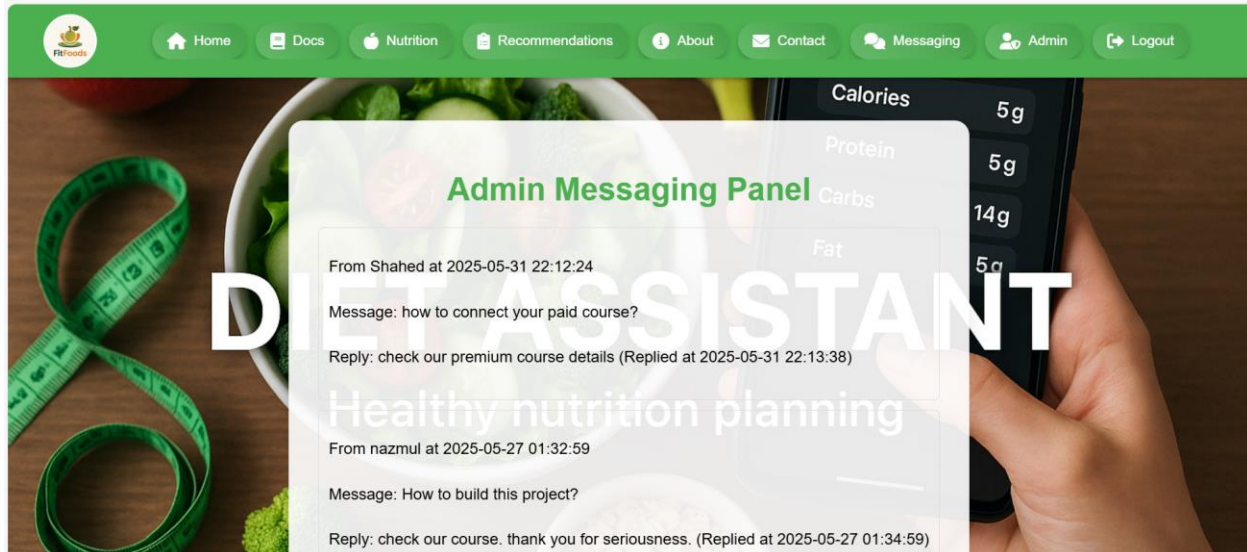 FitFoods
Home Docs Nutrition Recommendations About Contact Messaging Admin Logout
Calories 5g
Protein 5g
Carbs 14g
Fat 5g
Admin Messaging Panel
DIET ASSISTANT
Healthy nutrition planning
From Shahed at 2025-05-31 22:12:24
Message: how to connect your paid course?
Reply: check our premium course details (Replied at 2025-05-31 22:13:38)
From nazmul at 2025-05-27 01:32:59
Message: How to build this project?
Reply: check our course. thank you for seriousness. (Replied at 2025-05-27 01:34:59)